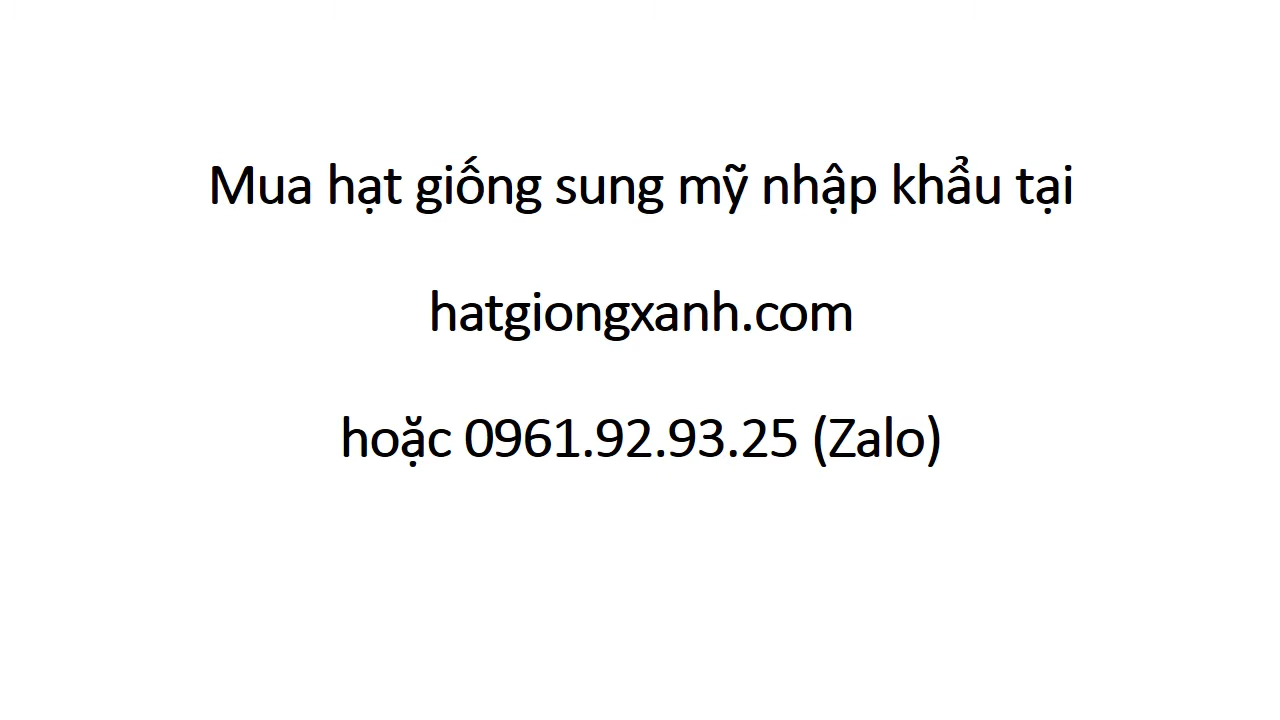 Mua hạt giống sung mỹ nhập khẩu tại
hatgiongxanh.com
hoặc 0961.92.93.25 (Zalo)